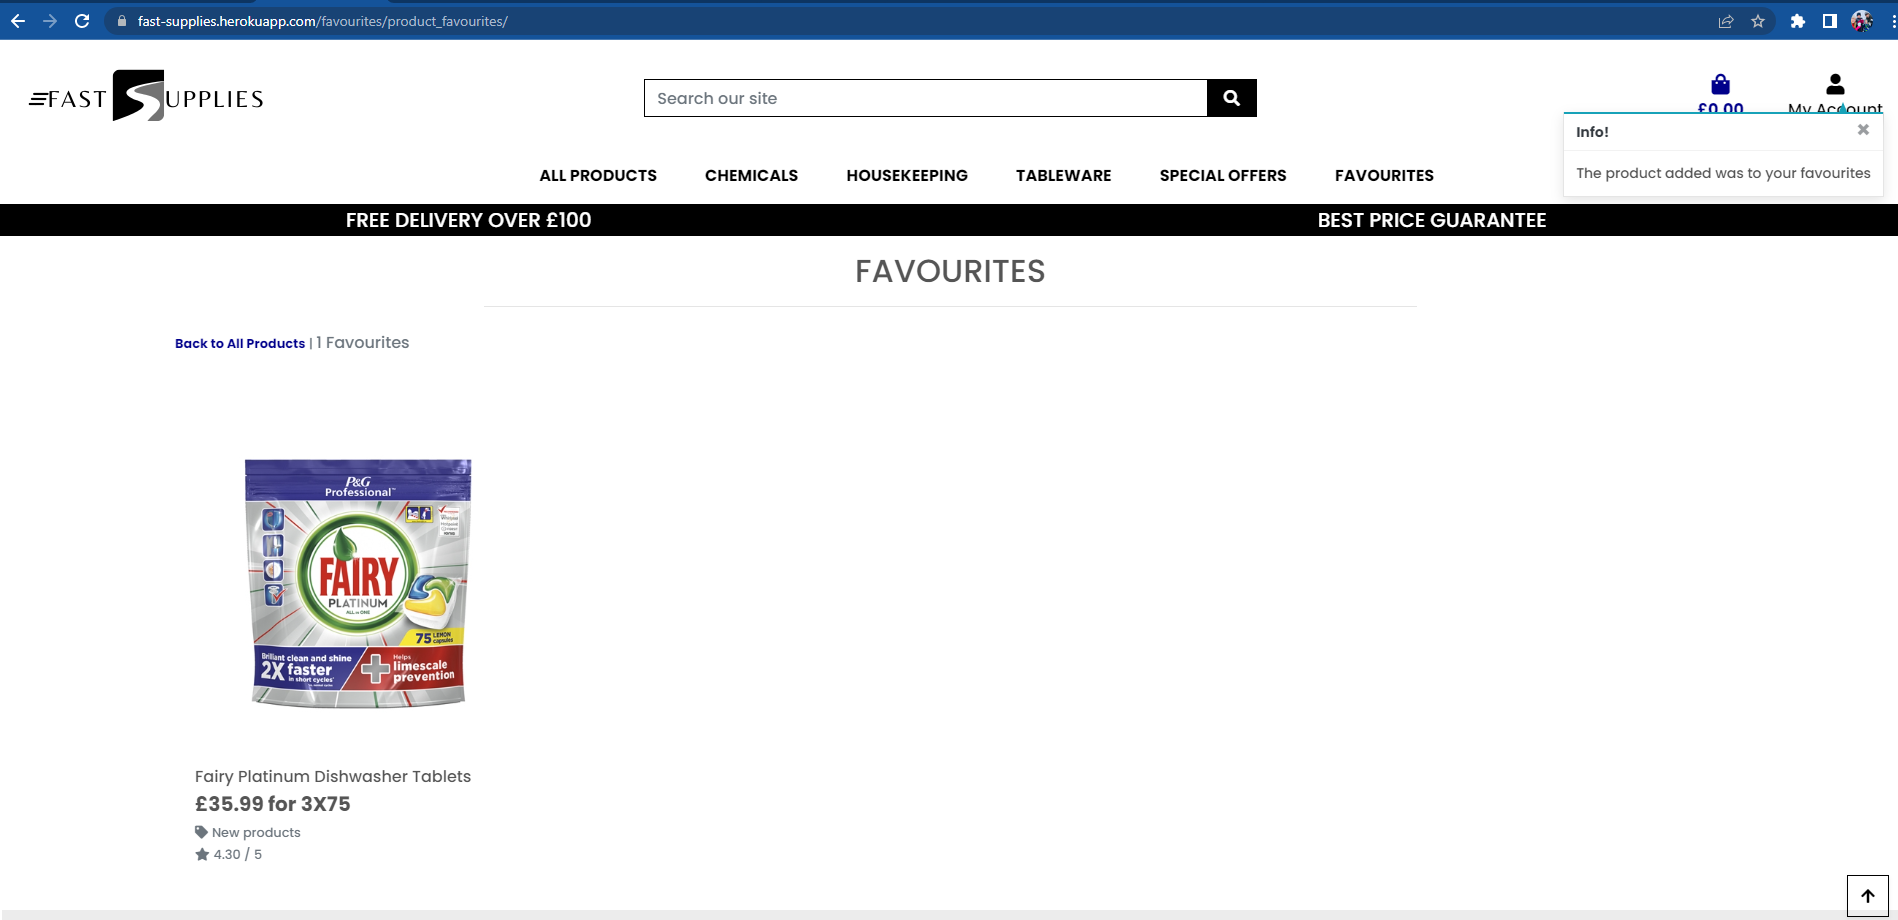 fast-supplies.herokuapp.com/favourites/product_favourites/
FAST SUPPLIES
Search our site
£0.00
My Account
Info!
The product added was to your favourites
ALL PRODUCTS
CHEMICALS
HOUSEKEEPING
TABLEWARE
SPECIAL OFFERS
FAVOURITES
FREE DELIVERY OVER £100
BEST PRICE GUARANTEE
FAVOURITES
Back to All Products | 1 Favourites
P&G
Professional™
FAIRY
PLATINUM
ALL IN ONE
75 LEMON
capsules
Brilliant clean and shine
2X faster
in short cycles*
Helps
limescale
prevention
Fairy Platinum Dishwasher Tablets
£35.99 for 3X75
New products
4.30 / 5